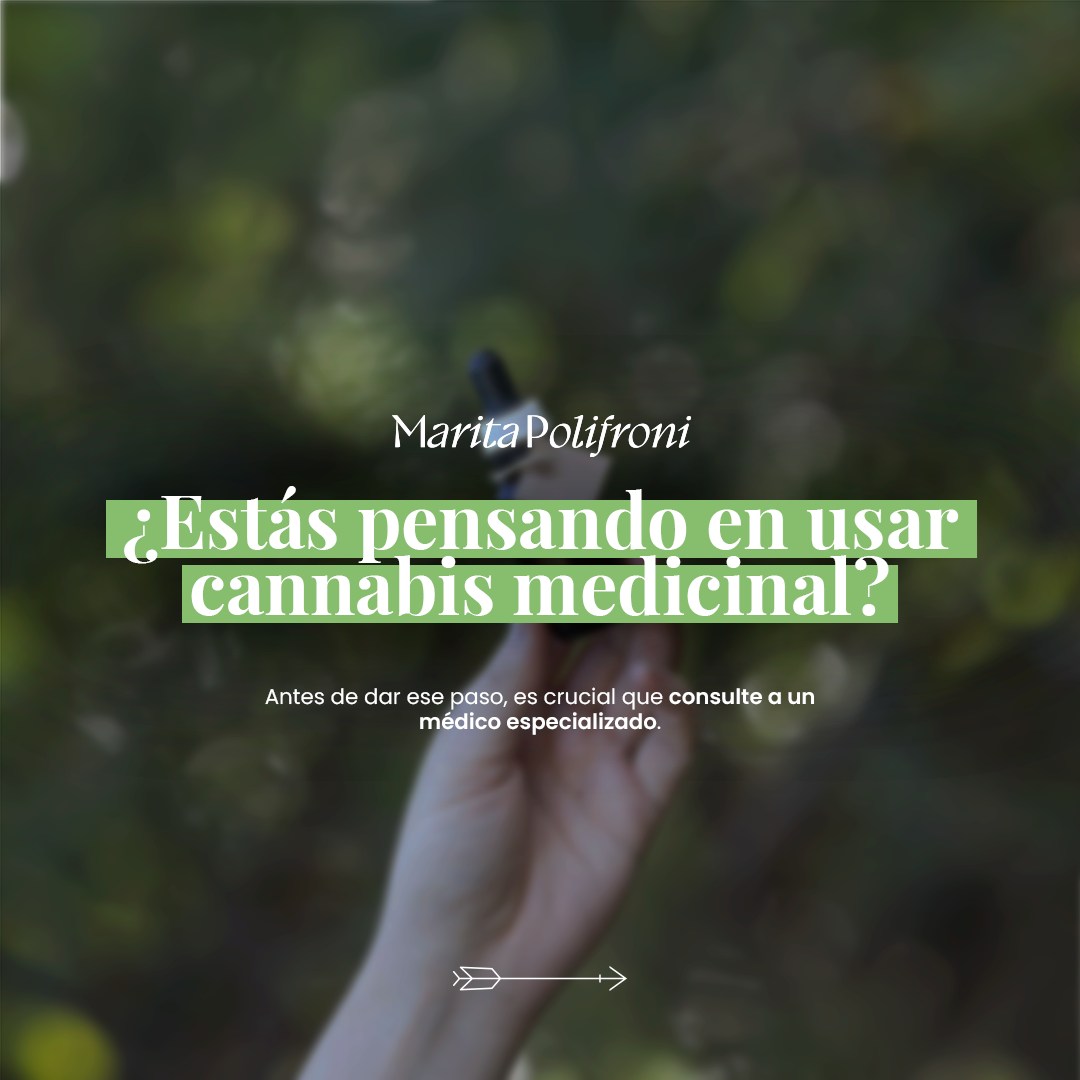 Marita Polifroni
¿Estás pensando en usar
cannabis medicinal?
Antes de dar ese paso, es crucial que consulte a un
médico especializado.